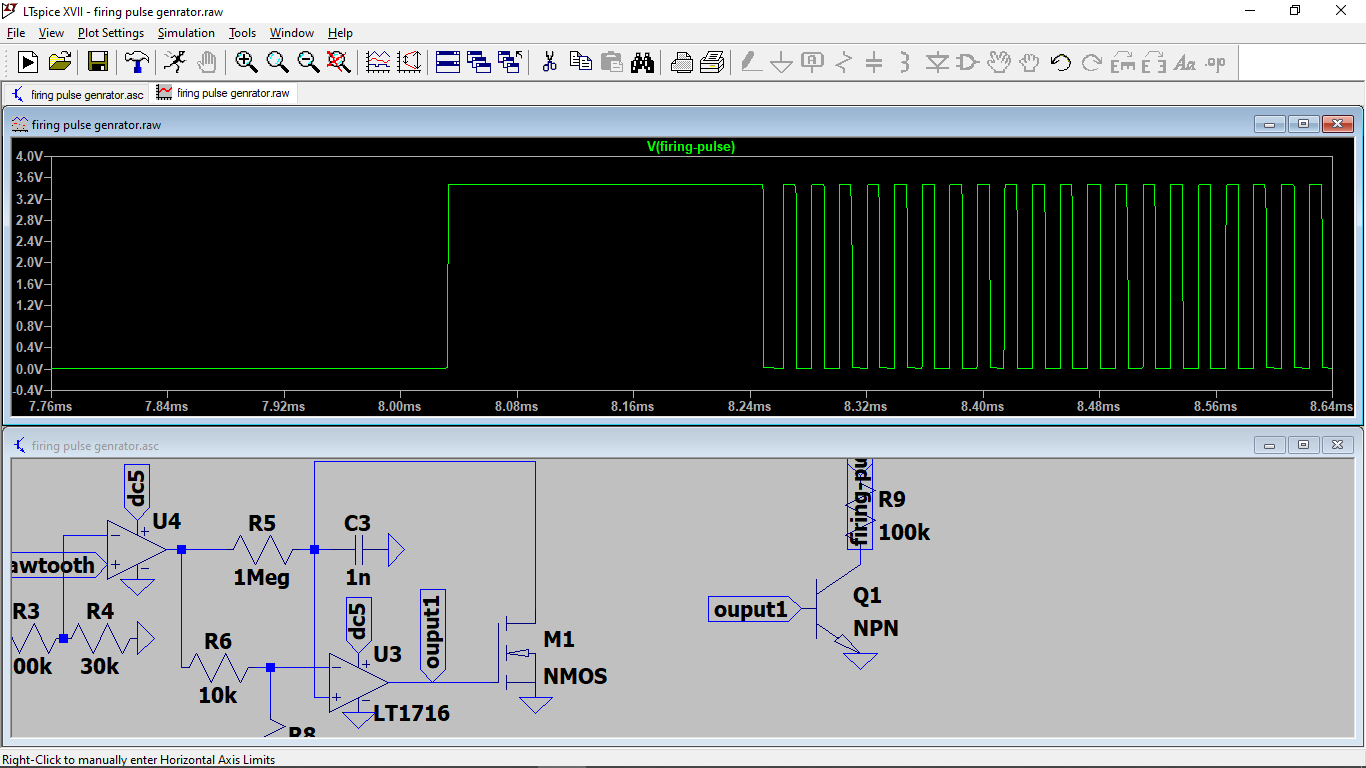 LTspice XVII - firing pulse genrator.raw
File View Plot Settings Simulation Tools Window Help
firing pulse genrator.asc firing pulse genrator.raw
firing pulse genrator.raw
V(firing-pulse)
4.0V
3.6V
3.2V
2.8V
2.4V
2.0V
1.6V
1.2V
0.8V
0.4V
0.0V
-0.4V
7.76ms 7.84ms 7.92ms 8.00ms 8.08ms 8.16ms 8.24ms 8.32ms 8.40ms 8.48ms 8.56ms 8.64ms
firing pulse genrator.asc
dc5
U4
R5
1Meg
C3
1n
awtooth
R3
00k
R4
30k
R6
10k
R8
dc5
U3
LT1716
ouput1
M1
NMOS
firing-pu
R9
100k
ouput1
Q1
NPN
Right-Click to manually enter Horizontal Axis Limits